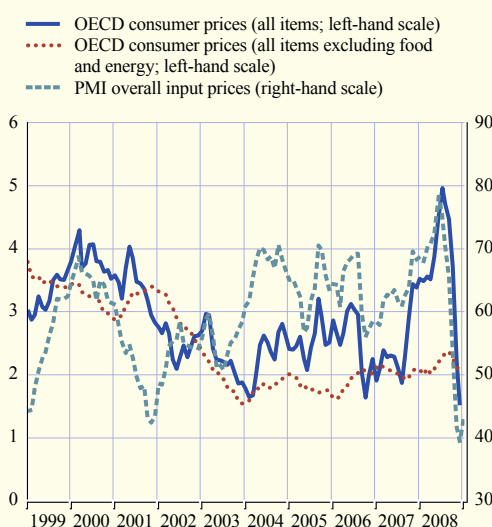 OECD consumer prices (all items; left-hand scale)
OECD consumer prices (all items excluding food
and energy; left-hand scale)
PMI overall input prices (right-hand scale)
6 90
5 80
4 70
3 60
2 50
1 40
0 30
1999 2000 2001 2002 2003 2004 2005 2006 2007 2008